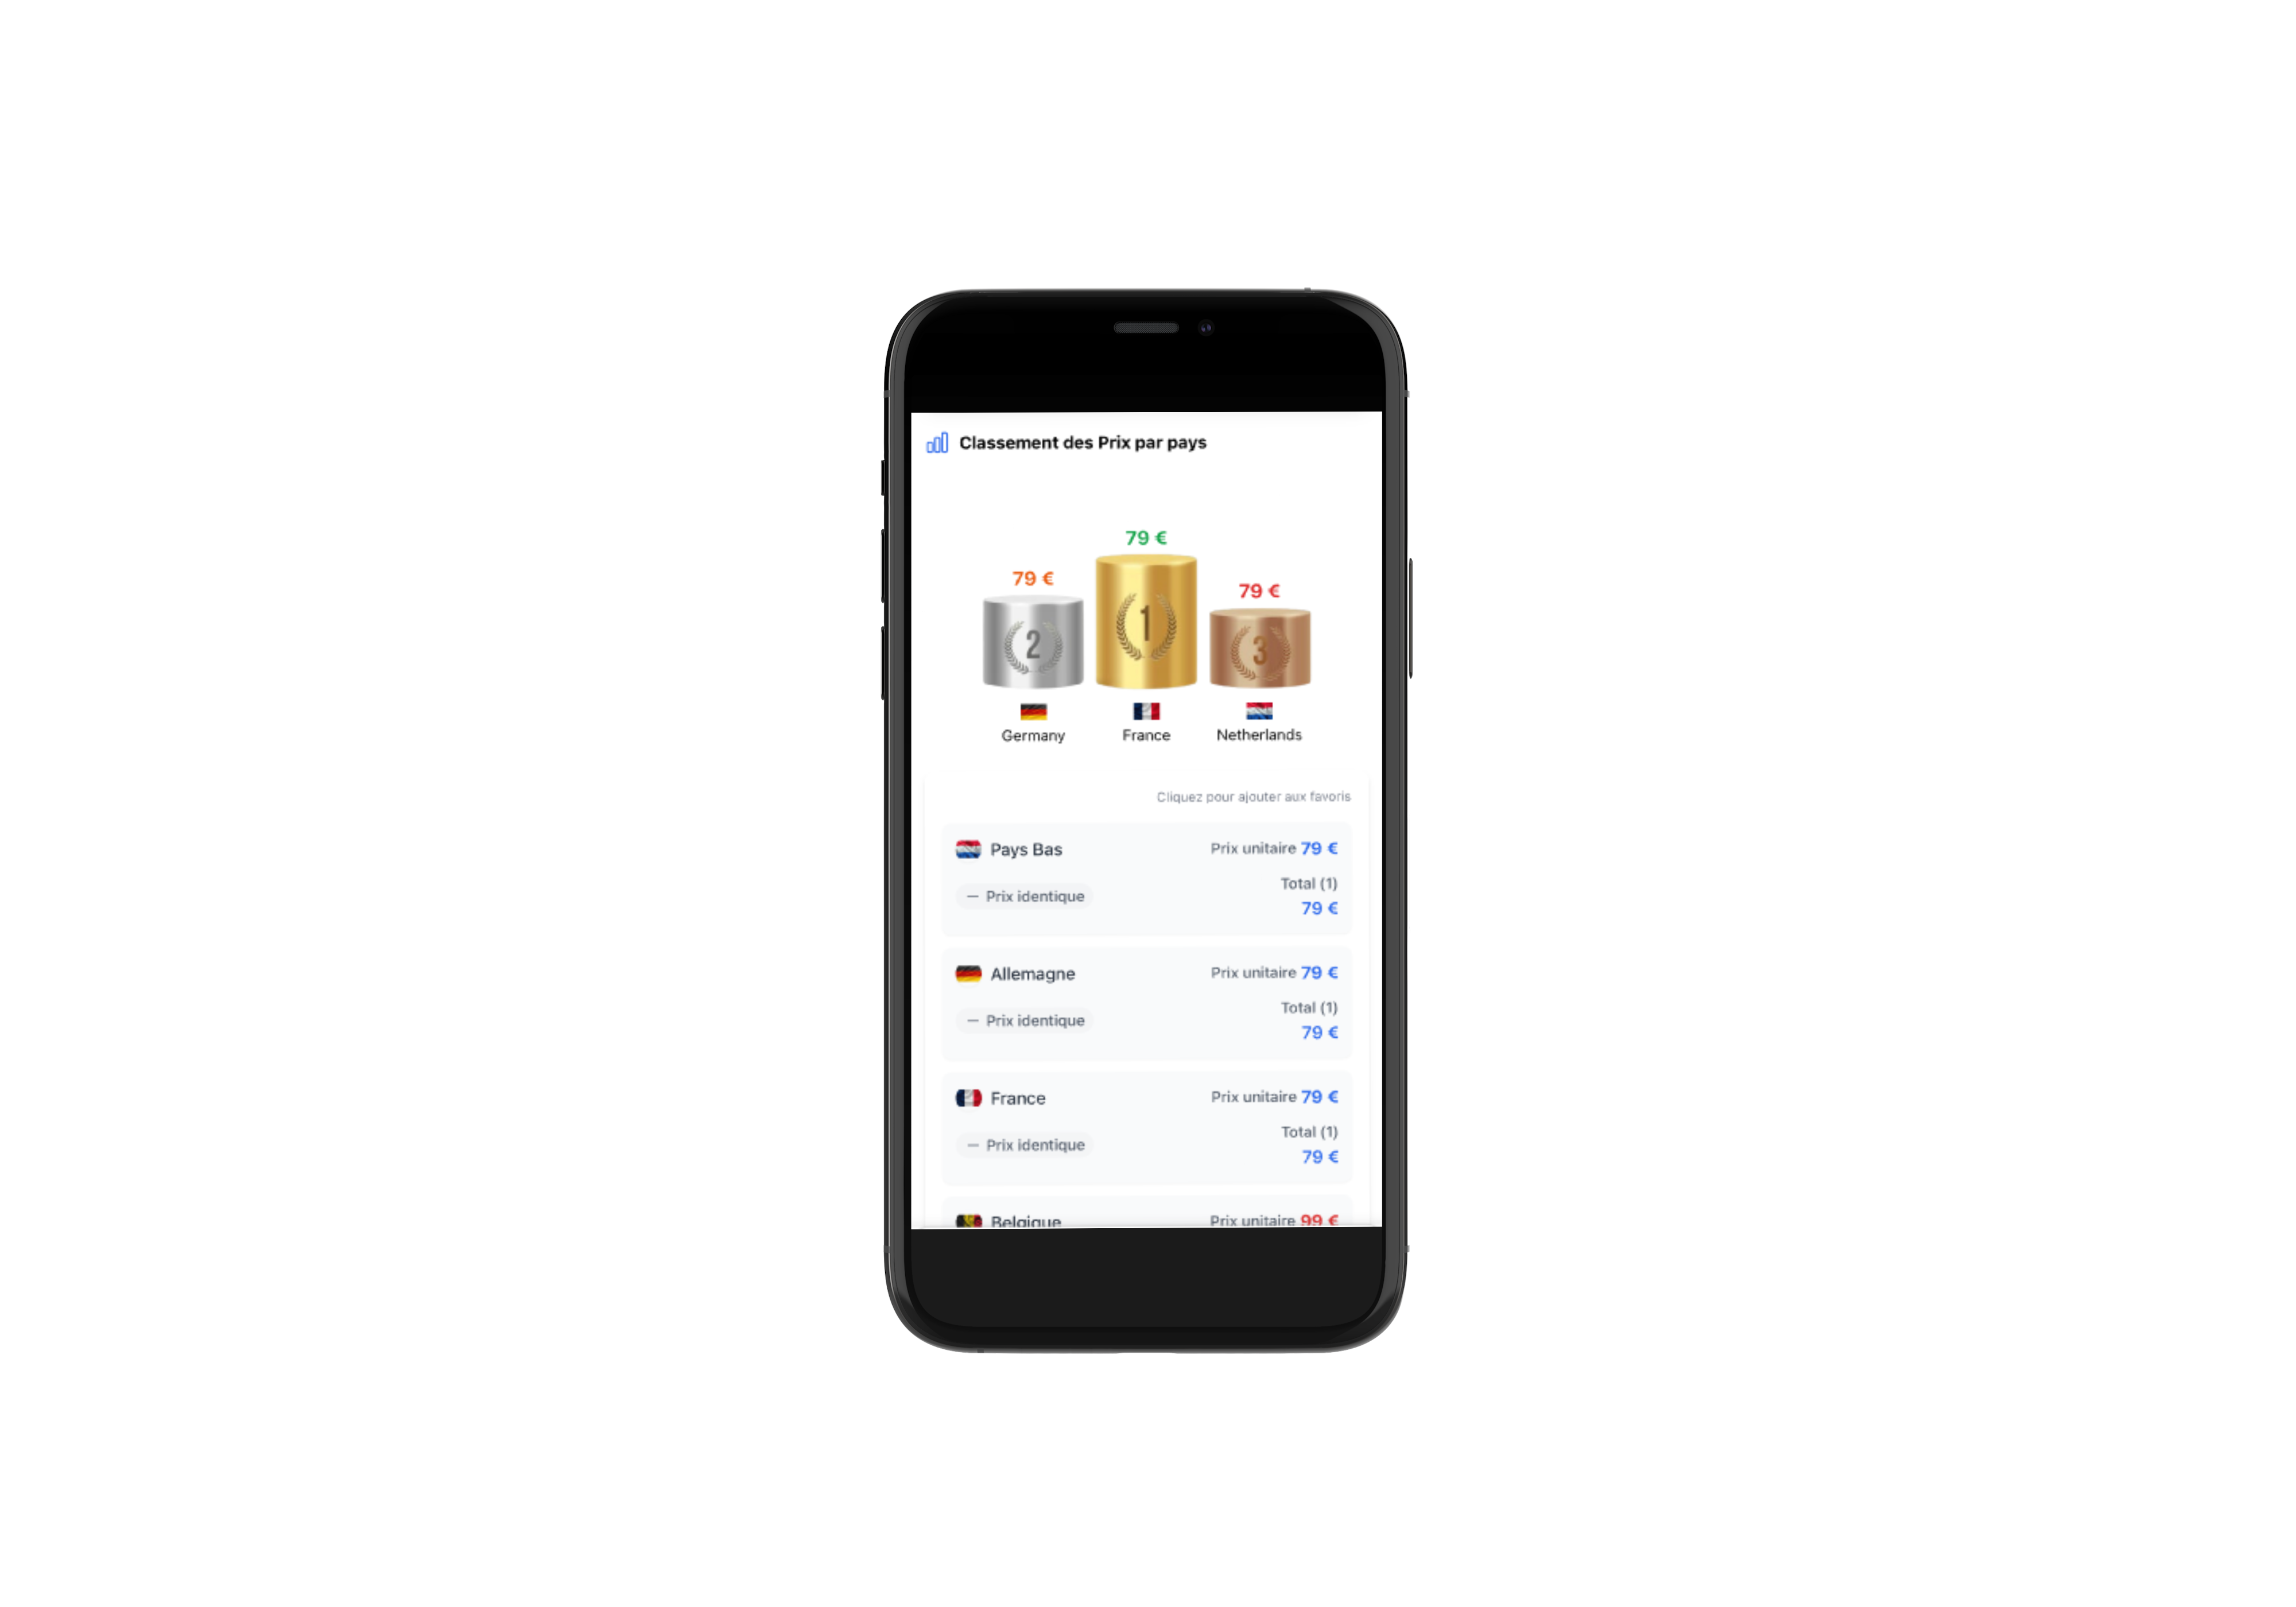 Classement des Prix par pays
79 €
79 €
79 €
2
1
3
Germany
France
Netherlands
Cliquez pour ajouter aux favoris
Pays Bas
Prix unitaire 79 €
Total (1)
— Prix identique
79 €
Allemagne
Prix unitaire 79 €
Total (1)
— Prix identique
79 €
France
Prix unitaire 79 €
Total (1)
— Prix identique
79 €
Belgique
Prix unitaire 99 €